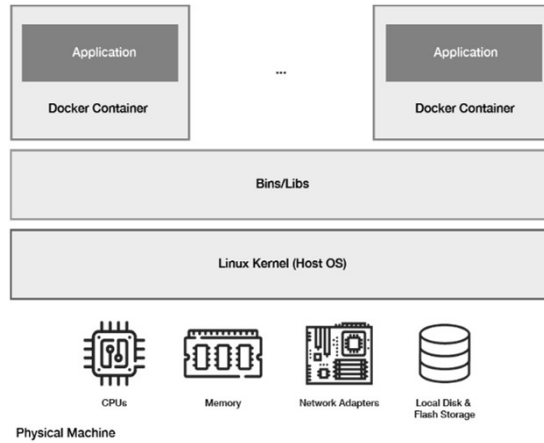 Application
Docker Container
...
Application
Docker Container
Bins/Libs
Linux Kernel (Host OS)
CPUs
Memory
Network Adapters
Local Disk &
Flash Storage
Physical Machine